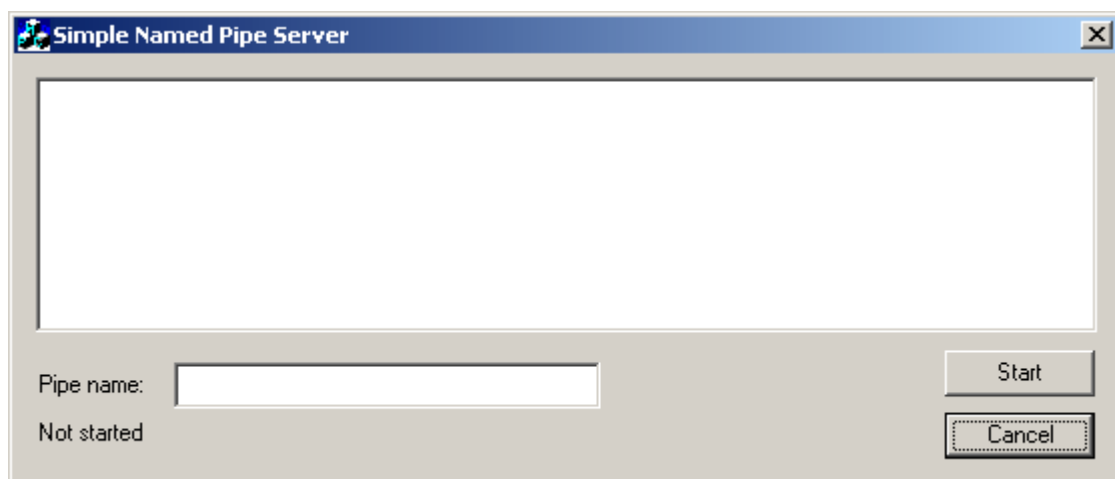 Simple Named Pipe Server
Pipe name:
Start
Not started
Cancel